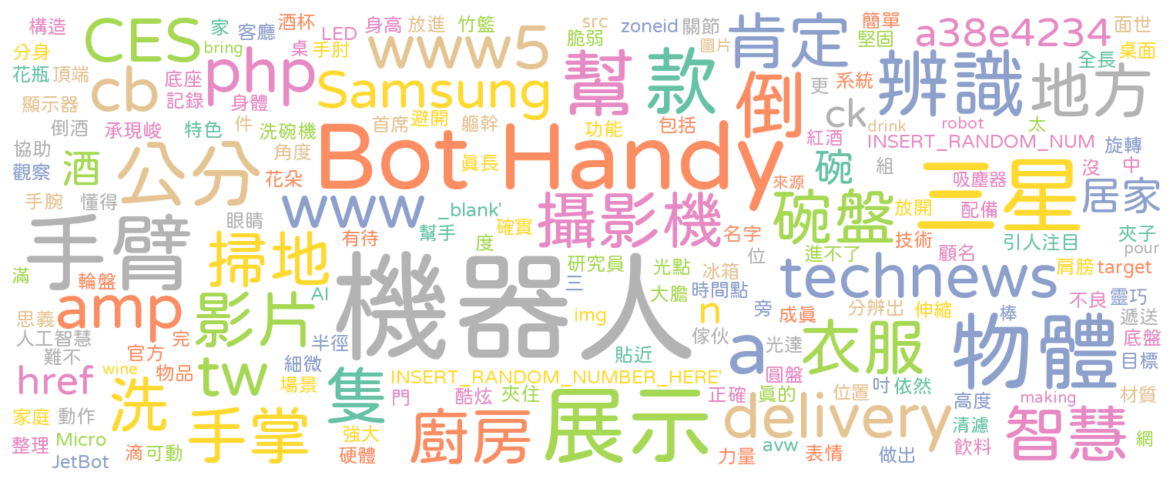 構造 家 客廳 酒杯 LED 身高 放進 竹籃 src zoneid 關節 簡單 面世
分身 CES bring 桌 手肘 www5 脆弱 圖片 肯定 堅固 a38e4234 桌面
花瓶 頂端 cb 底座 php 幫 款 全長
顯示器 記錄 身體 Samsung 倒 更 系統 辨識 地方
倒酒 承現峻 特色 件 洗碗機 首席 避開 軀幹 功能 包括 ck drink robot 太
協助 酒 公分 角度 Bot Handy 眞長 碗 紅酒 INSERT_RANDOM_NUM 旋轉
觀察 花朵 來源 組 吸塵器 沒 中 三星 居家
手臂 手腕 懂得 眼睛 www _blank' 攝影機 碗盤 放開 配備
滿 掃地 有待 幫手 確實 名字 進不了 技術 引人注目 夾子 pour
輪盤 度 研究員 光點 位 冰箱 technews 顧名 肩膀 target
amp 影片 AI 機器人 三 大膽 時間點 旁 成眞 分辨出 伸縮 棒 不良 靈巧
思義 完 img n 傢伙 光達 遞送
人工智慧 官方 半徑 貼近 a 圓盤 衣服 物體 底盤
難不 物品 tw 細微 隻 INSERT_RANDOM_NUMBER_HERE' 目標
href wine 洗 場景 門 酷炫 夾住 正確 眞的 位置 吋 依然 making
家庭 動作 手掌 廚房 展示 delivery 高度 智慧 材質
整理 Micro 強大 avw 清濾 網
JetBot 滴 可動 硬體 力量 表情 做出 飲料